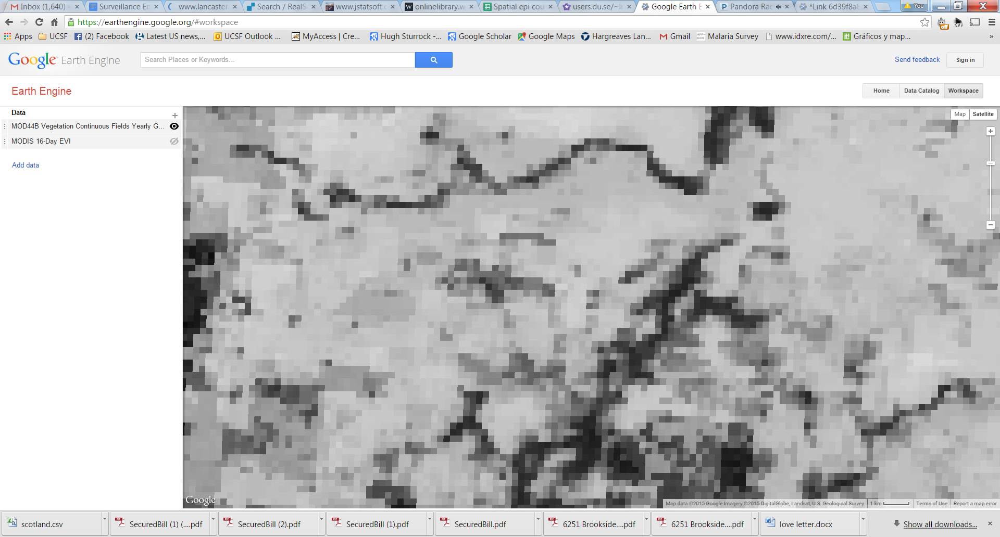 Inbox (1,640) -
Surveillance En
www.lancaster
Search / RealS
www.jstatsoft.o
onlinelibrary.w
Spatial epi cou
users.du.se/~l
Google Earth E
Pandora Rad
*Link 6d39f8a
You
https://earthengine.google.org/#workspace
off
OFF
Apps
UCSF
(2) Facebook
Latest US news,...
UCSF Outlook ...
MyAccess | Cre...
Hugh Sturrock -...
Google Scholar
Google Maps
Hargreaves Lan...
Gmail
Malaria Survey
www.idxre.com/...
Gráficos y map...
»
Google Earth Engine
Search Places or Keywords...
Send feedback
Sign in
Earth Engine
Home
Data Catalog
Workspace
Data
MOD44B Vegetation Continuous Fields Yearly G...
MODIS 16-Day EVI
Add data
Map
Satellite
Google
Map data ©2015 Google Imagery ©2015 DigitalGlobe, Landsat, U.S. Geological Survey
1 km
Terms of Use
Report a map error
scotland.csv
SecuredBill (1) (....pdf
SecuredBill (2).pdf
SecuredBill (1).pdf
SecuredBill.pdf
6251 Brookside....pdf
6251 Brookside....pdf
love letter.docx
Show all downloads...